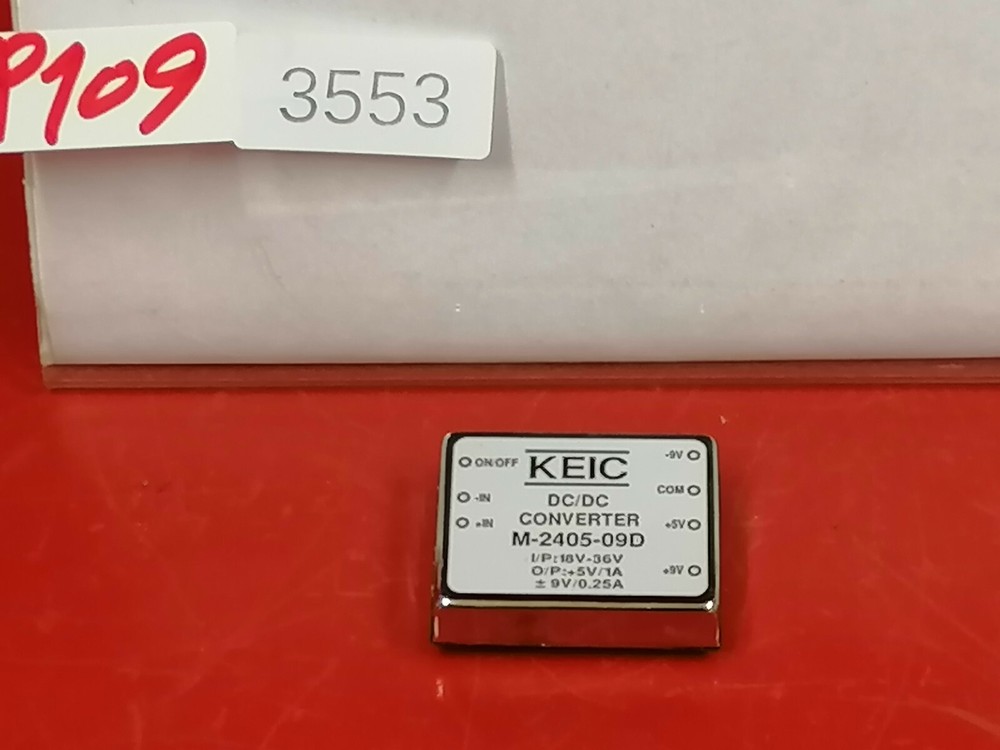 P109
3553
ON/OFF
-IN
+IN
KEIC
DC/DC
CONVERTER
M-2405-09D
I/P:18V-36V
O/P:+5V/1A
± 9V/0.25A
-9V
COM
+5V
+9V